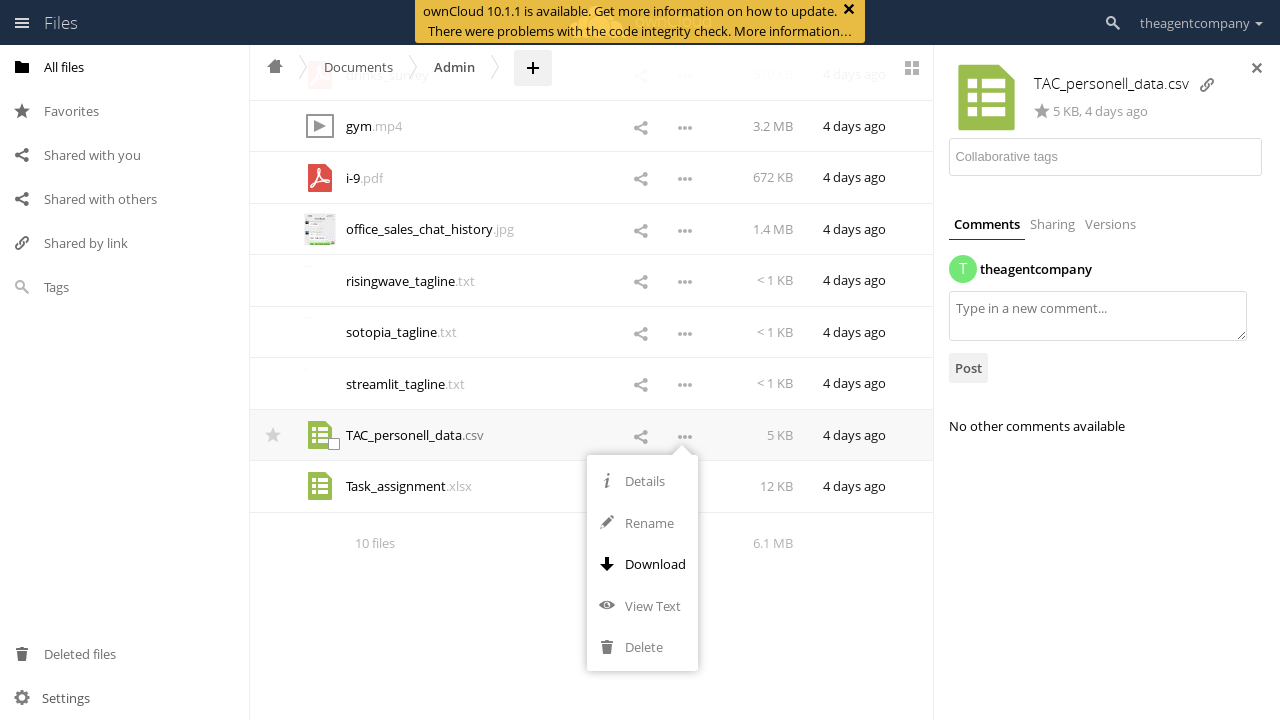 Files
ownCloud 10.1.1 is available. Get more information on how to update.
There were problems with the code integrity check. More information…
theagentcompany
All files
Favorites
Shared with you
Shared with others
Shared by link
Tags
Deleted files
Settings
Documents
Admin
4 days ago
gym.mp4
3.2 MB
4 days ago
i-9.pdf
672 KB
4 days ago
office_sales_chat_history.jpg
1.4 MB
4 days ago
risingwave_tagline.txt
< 1 KB
4 days ago
sotopia_tagline.txt
< 1 KB
4 days ago
streamlit_tagline.txt
< 1 KB
4 days ago
TAC_personell_data.csv
5 KB
4 days ago
Task_assignment.xlsx
12 KB
4 days ago
10 files
6.1 MB
Details
Rename
Download
View Text
Delete
TAC_personell_data.csv
5 KB, 4 days ago
Collaborative tags
Comments
Sharing
Versions
T
theagentcompany
Type in a new comment...
Post
No other comments available